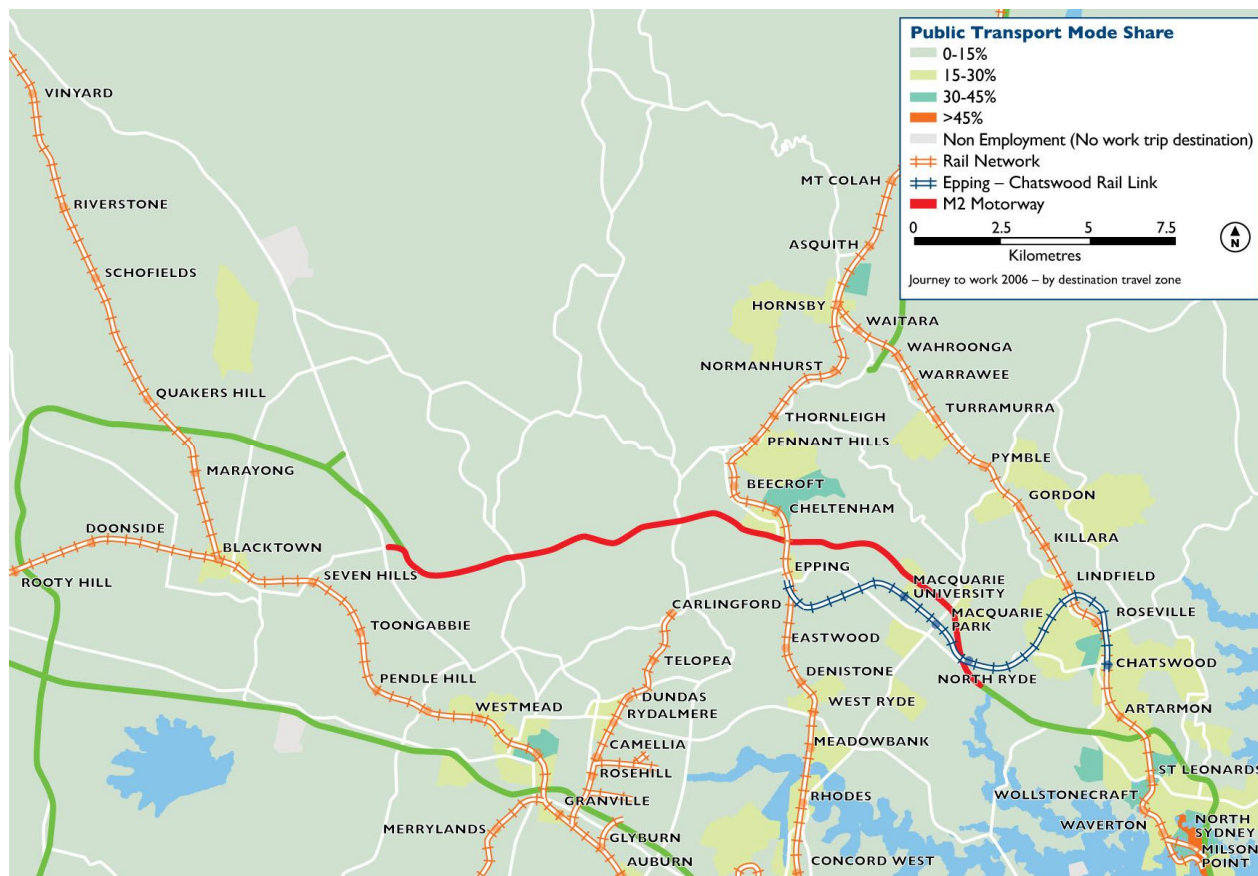 Public Transport Mode Share
0-15%
15-30%
30-45%
>45%
Non Employment (No work trip destination)
Rail Network
Epping – Chatswood Rail Link
M2 Motorway
0 2.5 5 7.5
Kilometres
N
Journey to work 2006 – by destination travel zone
VINYARD
MT COLAH
RIVERSTONE
ASQUITH
SCHOFIELDS
HORNSBY
WAITARA
WAHROONGA
NORMANHURST
WARRAWEE
QUAKERS HILL
TURRAMURRA
THORNLEIGH
PENNANT HILLS
PYMBLE
MARAYONG
BEECROFT
GORDON
CHELTENHAM
DOONSIDE
KILLARA
BLACKTOWN
EPPING
SEVEN HILLS
LINDFIELD
ROOTY HILL
MACQUARIE
UNIVERSITY
CARLINGFORD
ROSEVILLE
MACQUARIE
PARK
TOONGABBIE
EASTWOOD
TELOPEA
CHATSWOOD
DENISTONE
PENDLE HILL
NORTH RYDE
DUNDAS
WEST RYDE
WESTMEAD
RYDALMERE
ARTARMON
CAMELLIA
MEADOWBANK
ROSEHILL
ST LEONARDS
WOLLSTONECRAFT
GRANVILLE
RHODES
MERRYLANDS
WAVERTON
NORTH
SYDNEY
GLYBURN
MILSON
POINT
AUBURN
CONCORD WEST